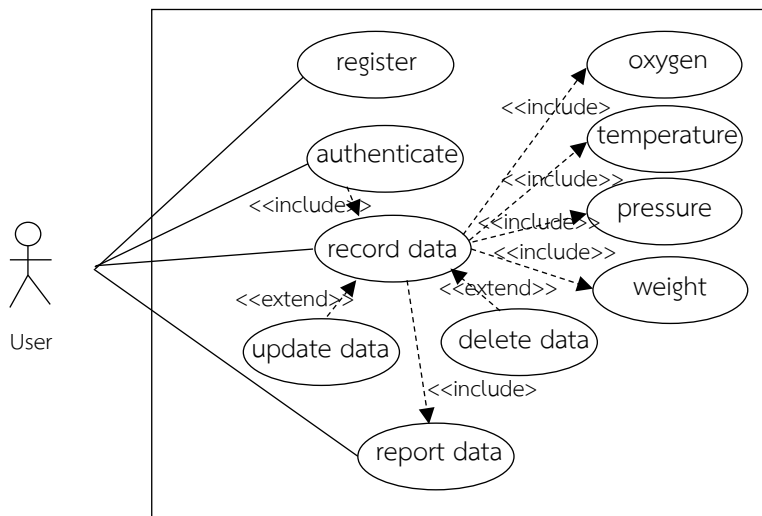 register
oxygen
<<include>
authenticate
temperature
<<include>>
<<include>>
pressure
<<include>>
record data
<<include>>
User
weight
<<extend>>
<<extend>>
update data
delete data
<<include>
report data